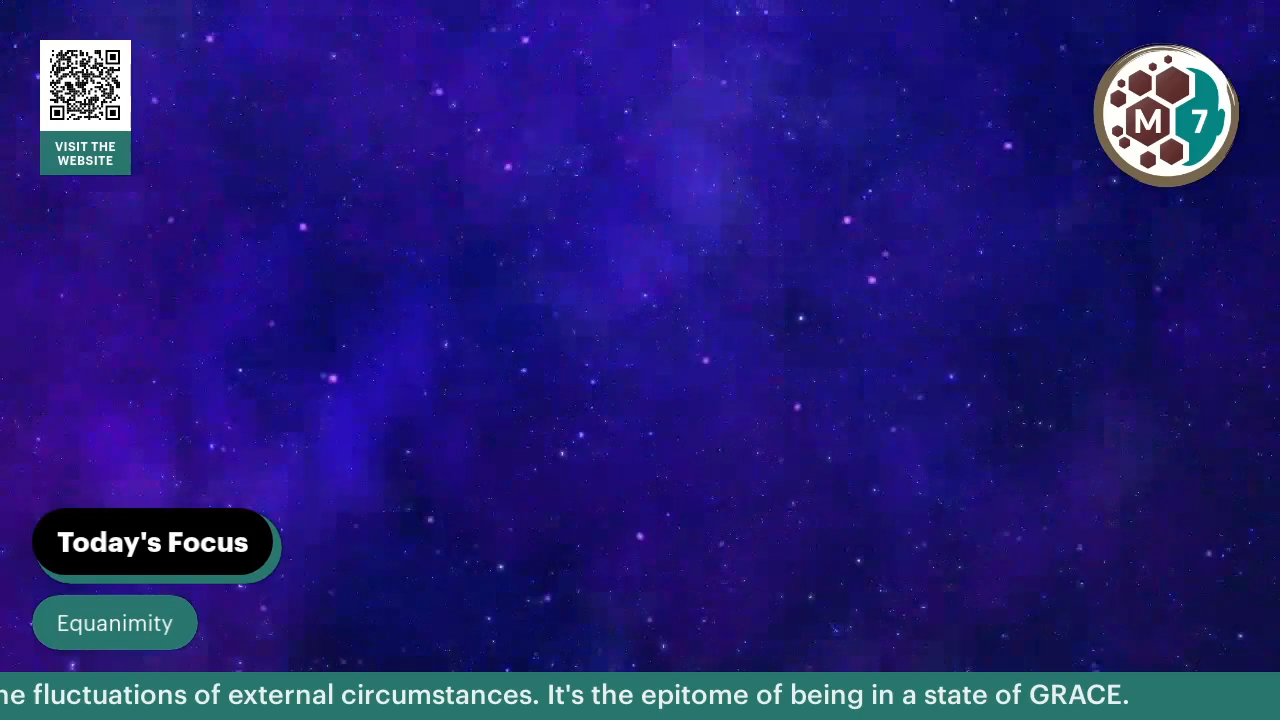 VISIT THE
WEBSITE
M 7
Today's Focus
Equanimity
he fluctuations of external circumstances. It's the epitome of being in a state of GRACE.